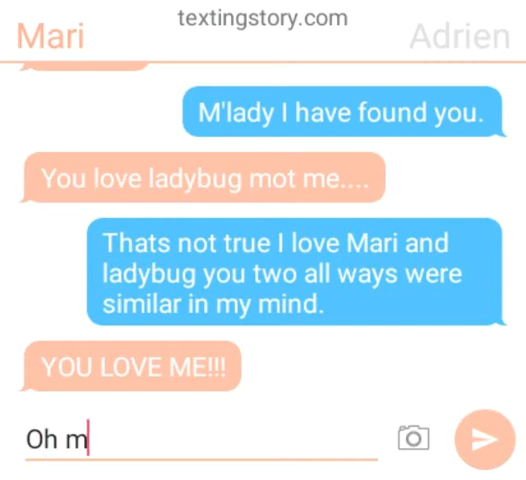 textingstory.com
Mari
Adrien
M'lady I have found you.
You love ladybug mot me....
Thats not true I love Mari and
ladybug you two all ways were
similar in my mind.
YOU LOVE ME!!!
Oh m